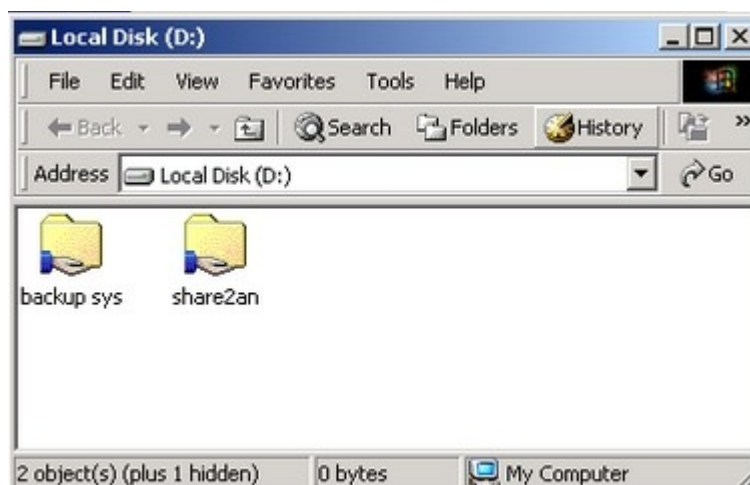 Local Disk (D:)
File Edit View Favorites Tools Help
Back Search Folders History »
Address Local Disk (D:) Go
backup sys share2an
2 object(s) (plus 1 hidden) 0 bytes My Computer